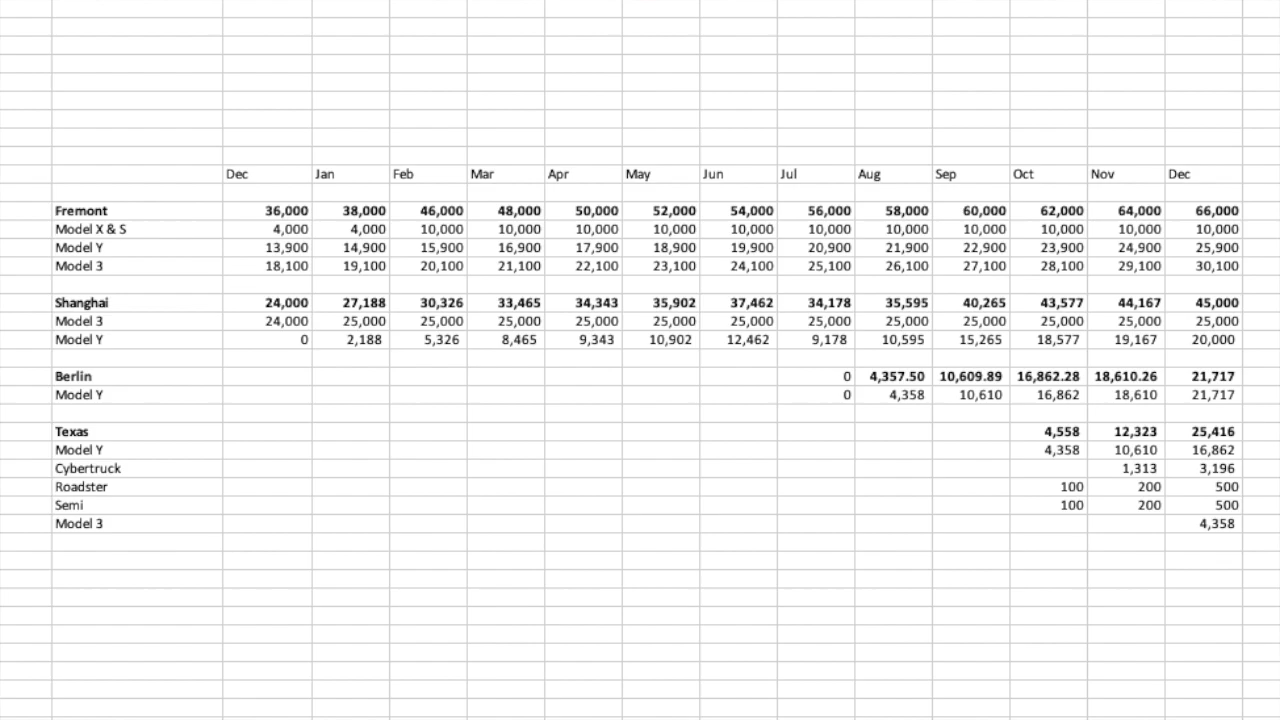 Dec Jan Feb Mar Apr May Jun Jul Aug Sep Oct Nov Dec
Fremont 36,000 38,000 46,000 48,000 50,000 52,000 54,000 56,000 58,000 60,000 62,000 64,000 66,000
Model X & S 4,000 4,000 10,000 10,000 10,000 10,000 10,000 10,000 10,000 10,000 10,000 10,000 10,000
Model Y 13,900 14,900 15,900 16,900 17,900 18,900 19,900 20,900 21,900 22,900 23,900 24,900 25,900
Model 3 18,100 19,100 20,100 21,100 22,100 23,100 24,100 25,100 26,100 27,100 28,100 29,100 30,100
Shanghai 24,000 27,188 30,326 33,465 34,343 35,902 37,462 34,178 35,595 40,265 43,577 44,167 45,000
Model 3 24,000 25,000 25,000 25,000 25,000 25,000 25,000 25,000 25,000 25,000 25,000 25,000 25,000
Model Y 0 2,188 5,326 8,465 9,343 10,902 12,462 9,178 10,595 15,265 18,577 19,167 20,000
Berlin 0 4,357.50 10,609.89 16,862.28 18,610.26 21,717
Model Y 0 4,358 10,610 16,862 18,610 21,717
Texas 4,558 12,323 25,416
Model Y 4,358 10,610 16,862
Cybertruck 1,313 3,196
Roadster 100 200 500
Semi 100 200 500
Model 3 4,358